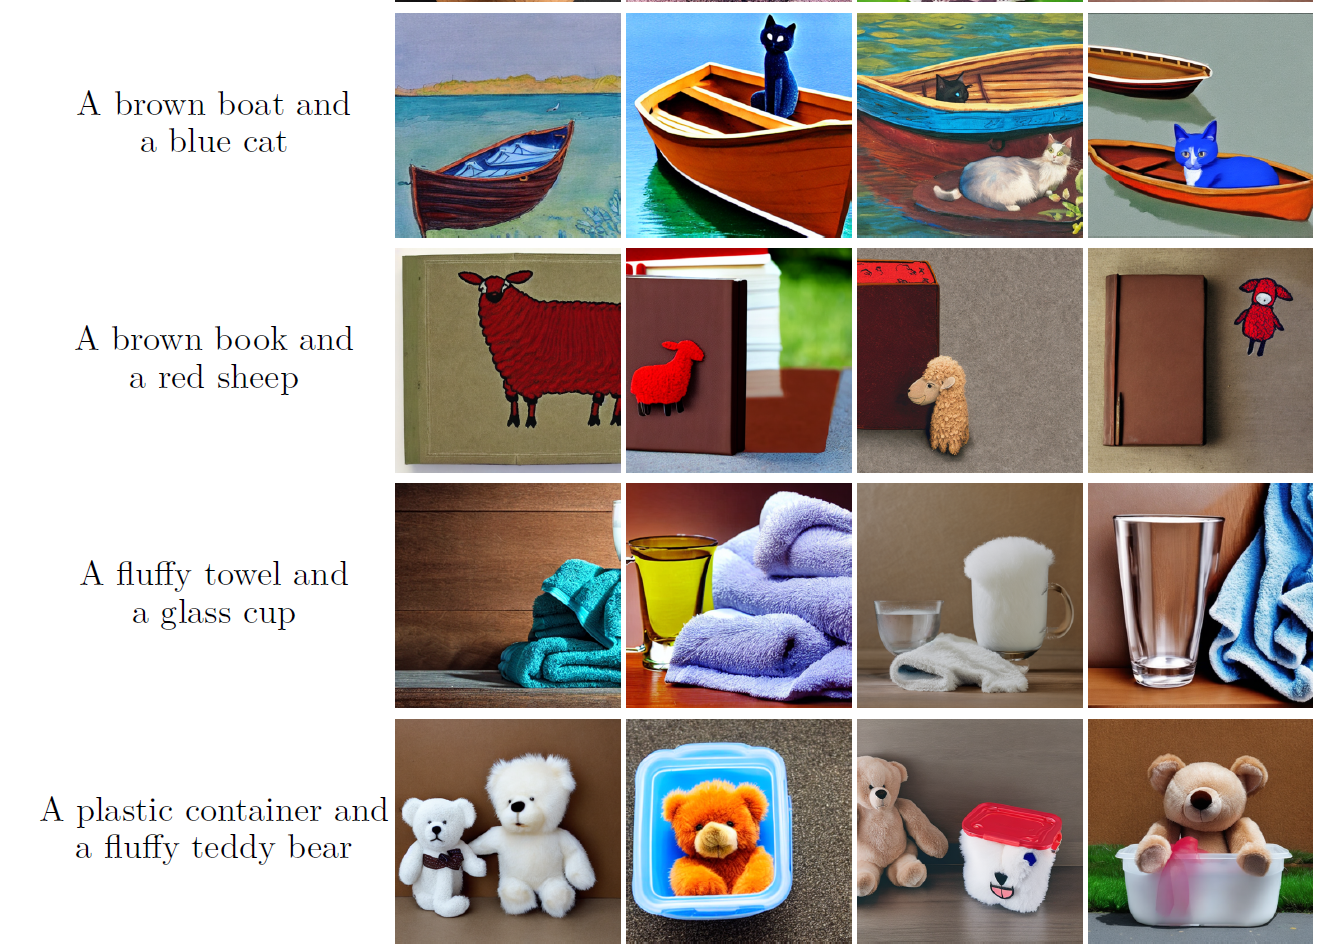 A brown boat and
a blue cat
A brown book and
a red sheep
A fluffy towel and
a glass cup
A plastic container and
a fluffy teddy bear